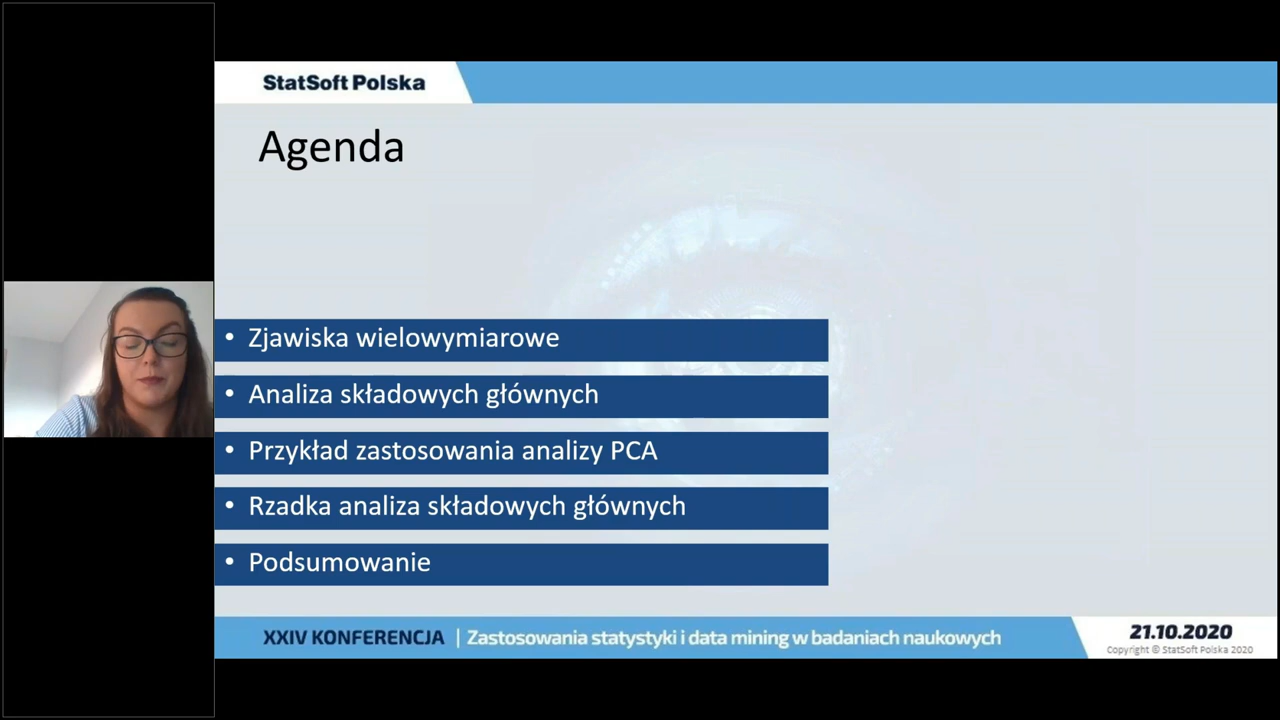 StatSoft Polska
Agenda
• Zjawiska wielowymiarowe
• Analiza składowych głównych
• Przykład zastosowania analizy PCA
• Rzadka analiza składowych głównych
• Podsumowanie
XXIV KONFERENCJA | Zastosowania statystyki i data mining w badaniach naukowych
21.10.2020
Copyright © StatSoft Polska 2020